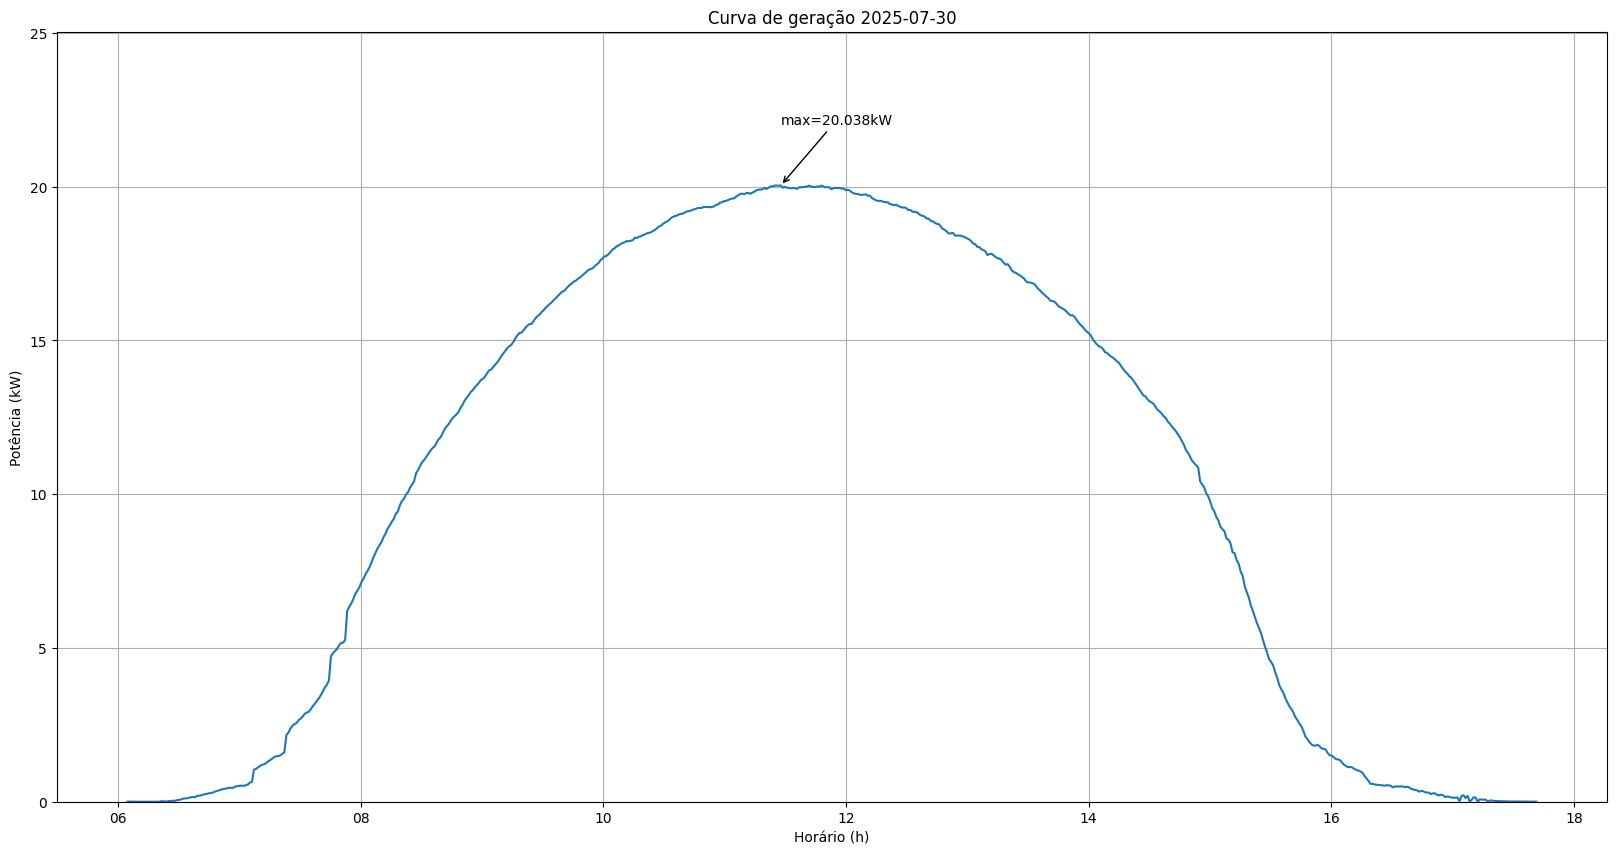 Curva de geração 2025-07-30
25
max=20.038kW
20
15
Potência (kW)
10
5
0
06 08 10 12 14 16 18
Horário (h)